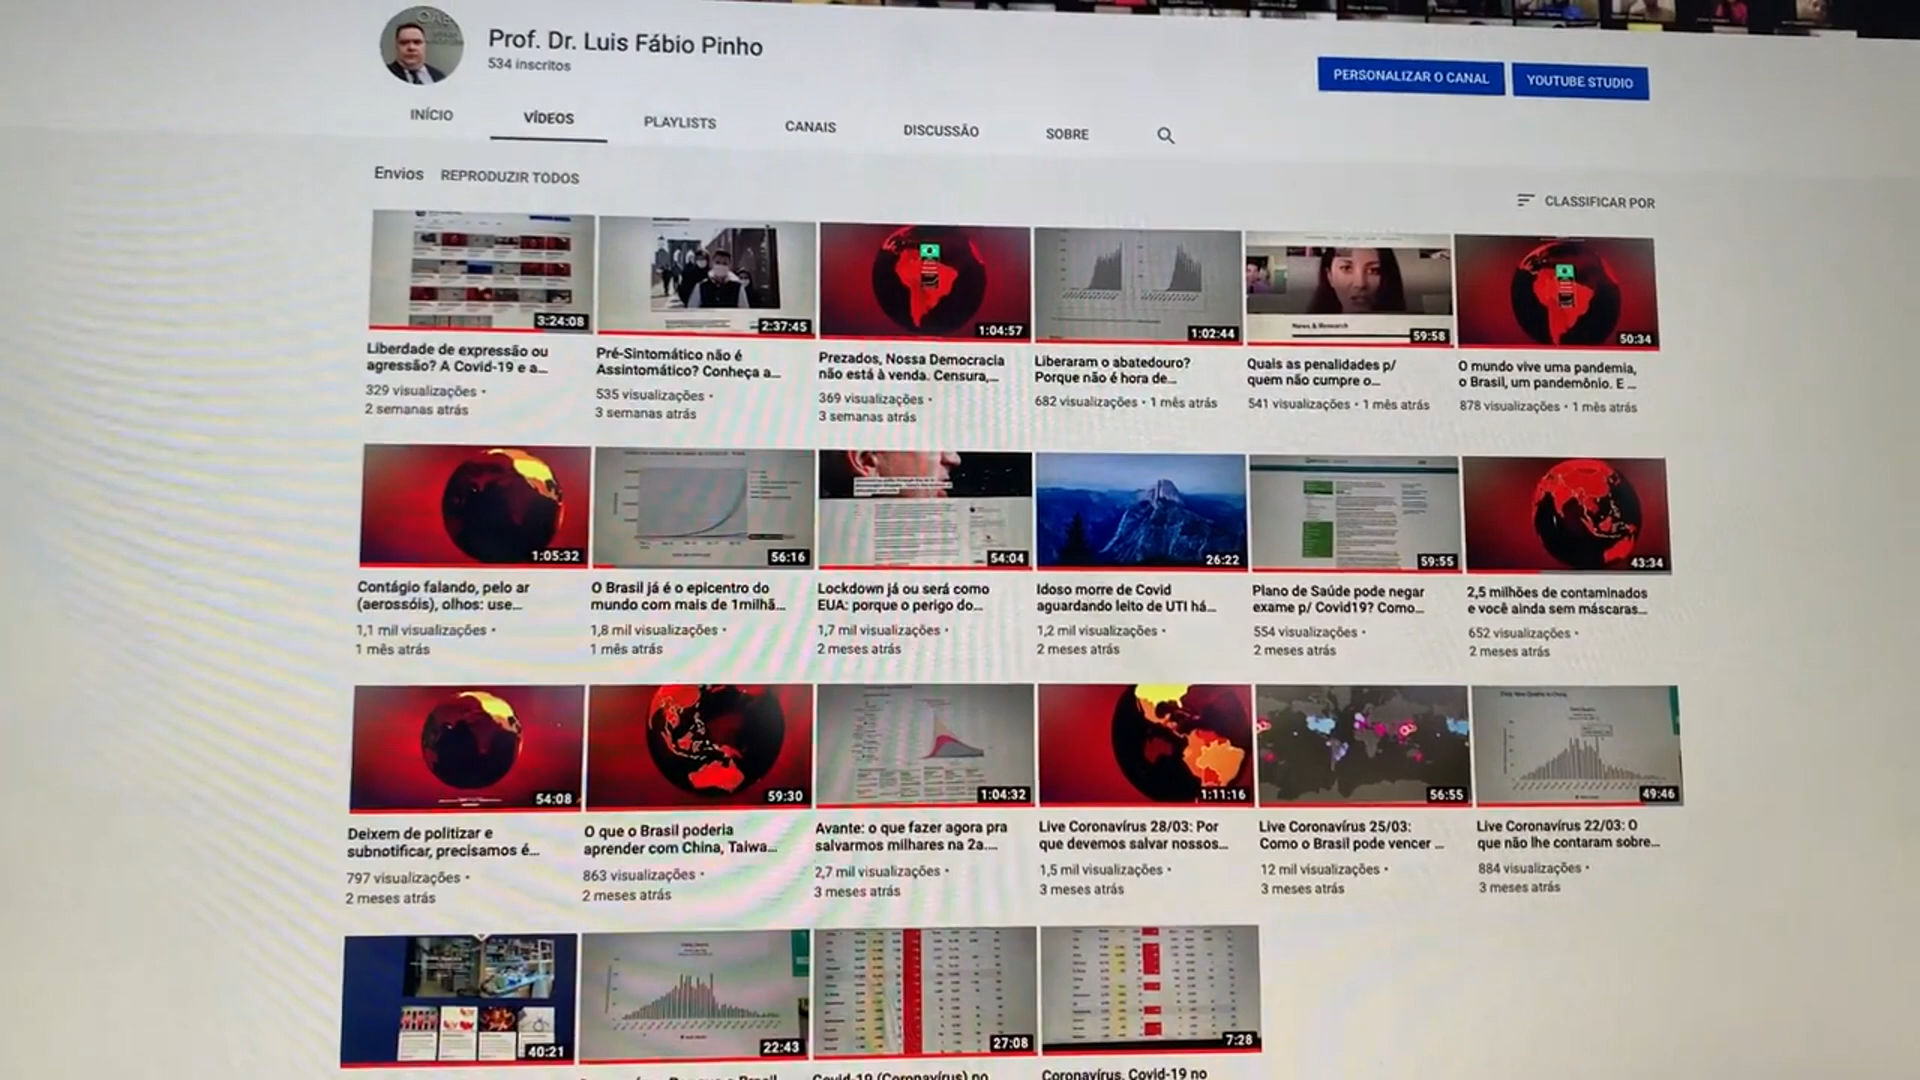 Prof. Dr. Luis Fábio Pinho
534 inscritos
PERSONALIZAR O CANAL
YOUTUBE STUDIO
INÍCIO
VÍDEOS
PLAYLISTS
CANAIS
DISCUSSÃO
SOBRE
Envios
REPRODUZIR TODOS
CLASSIFICAR POR
3:24:08
2:37:45
1:04:57
1:02:44
59:58
50:34
Liberdade de expressão ou
agressão? A Covid-19 e a...
329 visualizações •
2 semanas atrás
Pré-Sintomático não é
Assintomático? Conheça a...
535 visualizações •
3 semanas atrás
Prezados, Nossa Democracia
não está à venda. Censura,...
369 visualizações •
3 semanas atrás
Liberaram o abatedouro?
Porque não é hora de...
682 visualizações • 1 mês atrás
News & Research
Quais as penalidades p/
quem não cumpre o...
541 visualizações • 1 mês atrás
O mundo vive uma pandemia,
o Brasil, um pandemônio. E ...
878 visualizações • 1 mês atrás
1:05:32
56:16
54:04
26:22
59:55
43:34
Contágio falando, pelo ar
(aerossóis), olhos: use...
1,1 mil visualizações •
1 mês atrás
O Brasil já é o epicentro do
mundo com mais de 1milhã...
1,8 mil visualizações •
1 mês atrás
Lockdown já ou será como
EUA: porque o perigo do...
1,7 mil visualizações •
2 meses atrás
Idoso morre de Covid
aguardando leito de UTI há...
1,2 mil visualizações •
2 meses atrás
Plano de Saúde pode negar
exame p/ Covid19? Como...
554 visualizações •
2 meses atrás
2,5 milhões de contaminados
e você ainda sem máscaras...
652 visualizações •
2 meses atrás
54:08
59:30
1:04:32
1:11:16
56:55
49:46
Deixem de politizar e
subnotificar, precisamos é...
797 visualizações •
2 meses atrás
O que o Brasil poderia
aprender com China, Taiwa...
863 visualizações •
2 meses atrás
Avante: o que fazer agora pra
salvarmos milhares na 2a....
2,7 mil visualizações •
3 meses atrás
Live Coronavírus 28/03: Por
que devemos salvar nossos...
1,5 mil visualizações •
3 meses atrás
Live Coronavírus 25/03:
Como o Brasil pode vencer ...
12 mil visualizações •
3 meses atrás
Live Coronavírus 22/03: O
que não lhe contaram sobre...
884 visualizações •
3 meses atrás
40:21
22:43
27:08
7:28
Covid-19 (Coronavírus) no
Coronavírus, Covid-19 no